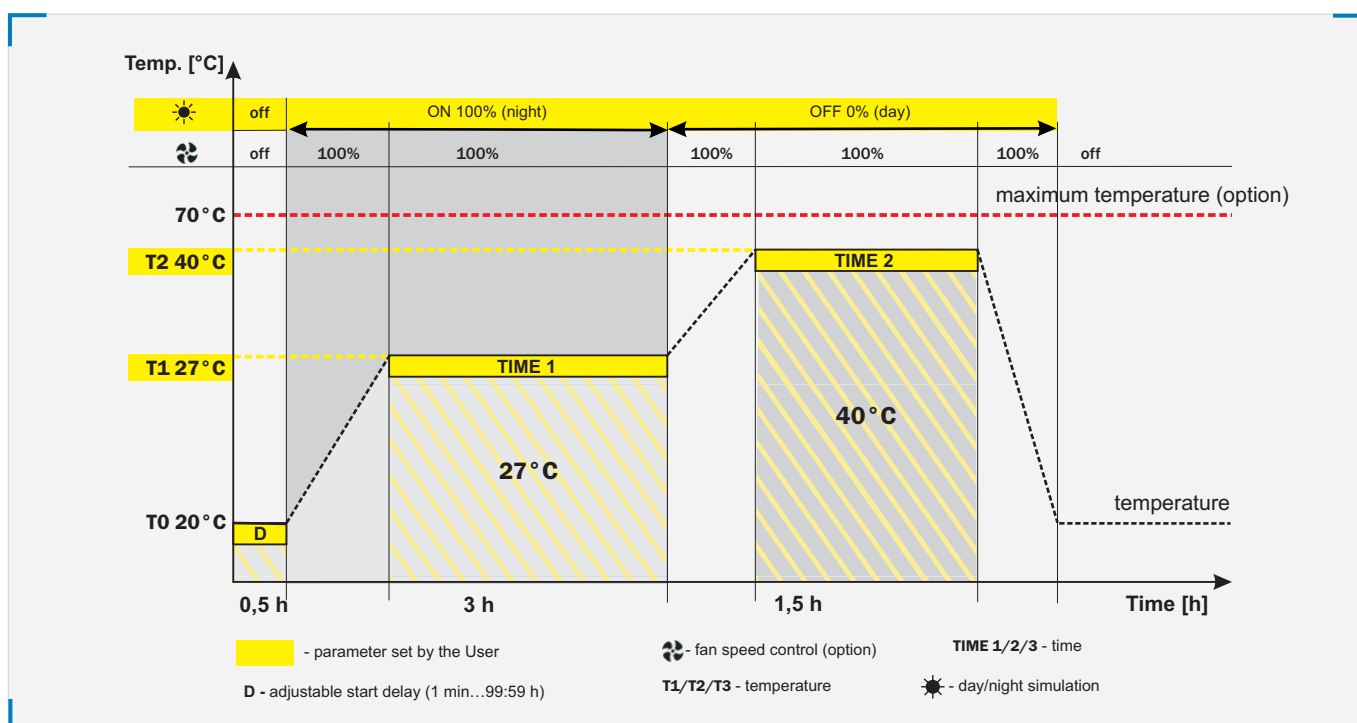 Temp. [°C]
off ON 100% (night) OFF 0% (day)
off 100% 100% 100% 100% 100% off
maximum temperature (option)
70°C
T2 40°C
TIME 2
T1 27°C
TIME 1
40°C
27°C
temperature
T0 20°C
D
0,5 h 3 h 1,5 h Time [h]
- parameter set by the User
- fan speed control (option)
TIME 1/2/3 - time
D - adjustable start delay (1 min...99:59 h)
T1/T2/T3 - temperature
- day/night simulation